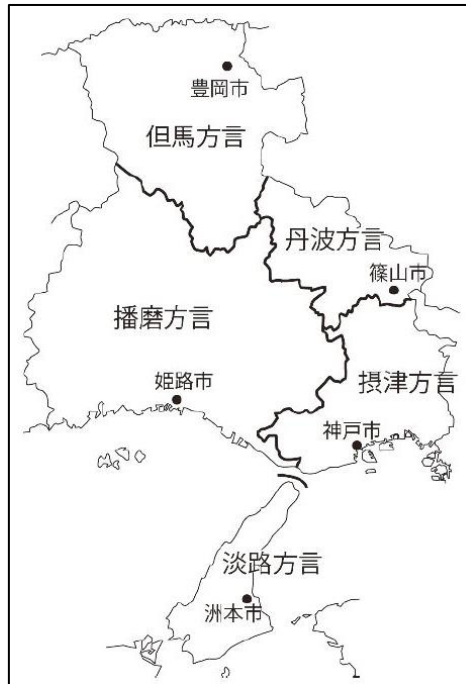 豊岡市
但馬方言
丹波方言
篠山市
播磨方言
摂津方言
姫路市
神戸市
淡路方言
洲本市